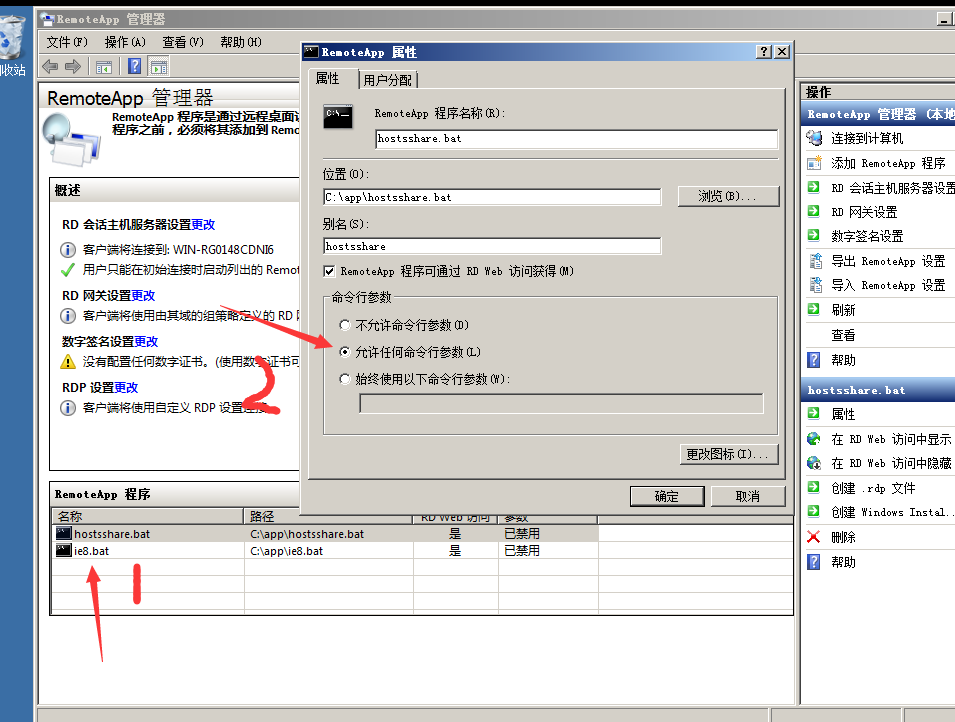 RemoteApp 管理器
文件(F) 操作(A) 查看(V) 帮助(H)
收站
RemoteApp 管理器
RemoteApp 程序是通过远程桌面
程序之前，必须将其添加到 Remo
概述
RD 会话主机服务器设置更改
客户端将连接到: WIN-RG0148CDNI6
用户只能在初始连接时启动列出的 Remot
RD 网关设置更改
客户端将使用由其域的组策略定义的 RD
数字签名设置更改
没有配置任何数字证书。(使用数字证书可
RDP 设置更改
客户端将使用自定义 RDP 设置连接
2
RemoteApp 程序
名称 路径 RD Web 访问 参数
hostsshare.bat C:\app\hostsshare.bat 是 已禁用
ie8.bat C:\app\ie8.bat 是 已禁用
1
RemoteApp 属性
属性 用户分配
C:\
RemoteApp 程序名称(R):
hostsshare.bat
位置(O):
C:\app\hostsshare.bat 浏览(B)...
别名(S):
hostsshare
RemoteApp 程序可通过 RD Web 访问获得(M)
命令行参数
不允许命令行参数(D)
允许任何命令行参数(L)
始终使用以下命令行参数(W):
更改图标(I)...
确定 取消
操作
RemoteApp 管理器 (本地
连接到计算机
添加 RemoteApp 程序
RD 会话主机服务器设置
RD 网关设置
数字签名设置
导出 RemoteApp 设置
导入 RemoteApp 设置
刷新
查看
帮助
hostsshare.bat
属性
在 RD Web 访问中显示
在 RD Web 访问中隐藏
创建 .rdp 文件
创建 Windows Instal..
删除
帮助